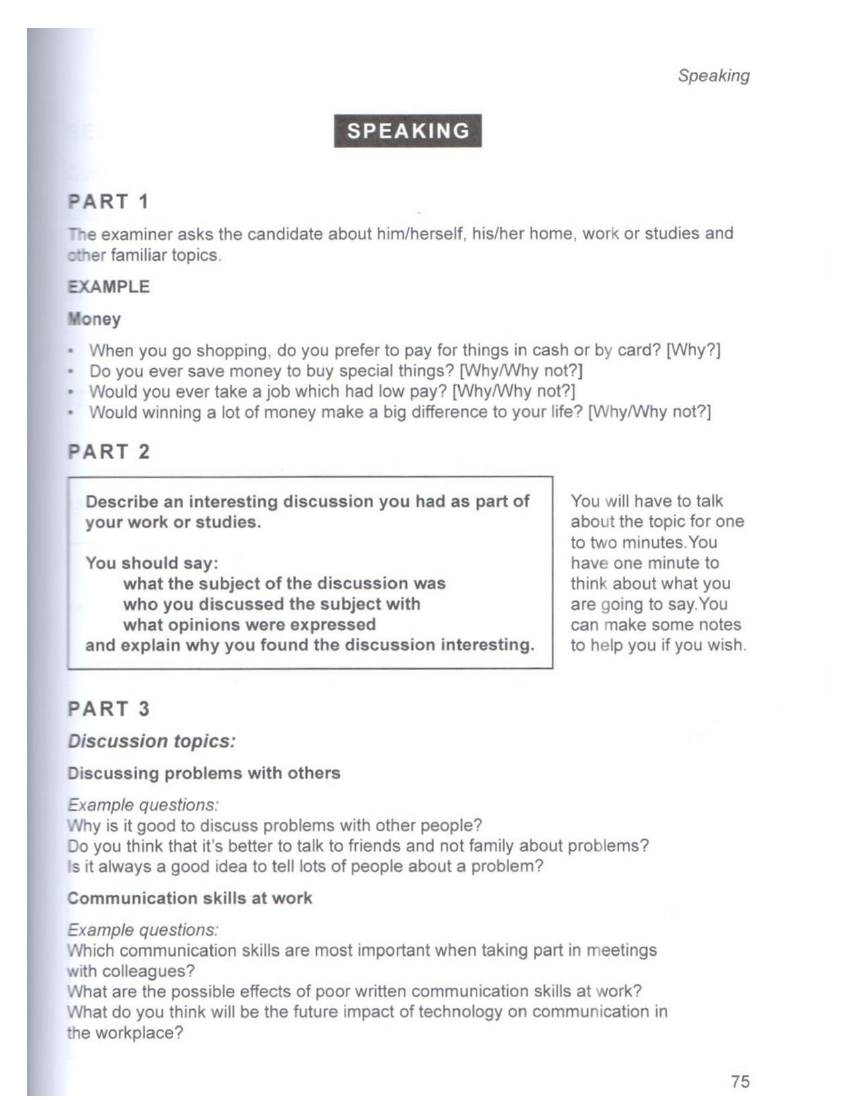 Speaking
SPEAKING
PART 1
The examiner asks the candidate about him/herself, his/her home, work or studies and
other familiar topics.
EXAMPLE
Money
• When you go shopping, do you prefer to pay for things in cash or by card? [Why?]
• Do you ever save money to buy special things? [Why/Why not?]
• Would you ever take a job which had low pay? [Why/Why not?]
• Would winning a lot of money make a big difference to your life? [Why/Why not?]
PART 2
Describe an interesting discussion you had as part of
your work or studies.
You should say:
what the subject of the discussion was
who you discussed the subject with
what opinions were expressed
and explain why you found the discussion interesting.
You will have to talk
about the topic for one
to two minutes.You
have one minute to
think about what you
are going to say.You
can make some notes
to help you if you wish.
PART 3
Discussion topics:
Discussing problems with others
Example questions:
Why is it good to discuss problems with other people?
Do you think that it's better to talk to friends and not family about problems?
Is it always a good idea to tell lots of people about a problem?
Communication skills at work
Example questions:
Which communication skills are most important when taking part in meetings
with colleagues?
What are the possible effects of poor written communication skills at work?
What do you think will be the future impact of technology on communication in
the workplace?
75